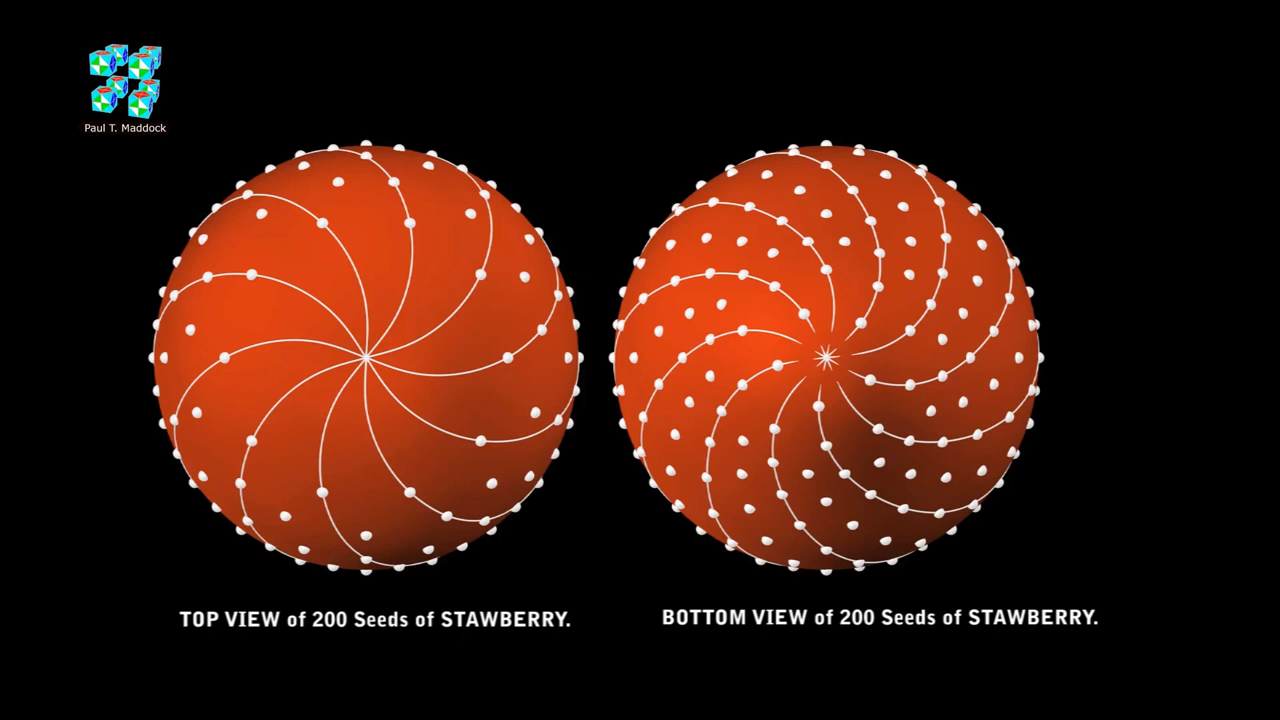 Paul T. Maddock
TOP VIEW of 200 Seeds of STAWBERRY.
BOTTOM VIEW of 200 Seeds of STAWBERRY.